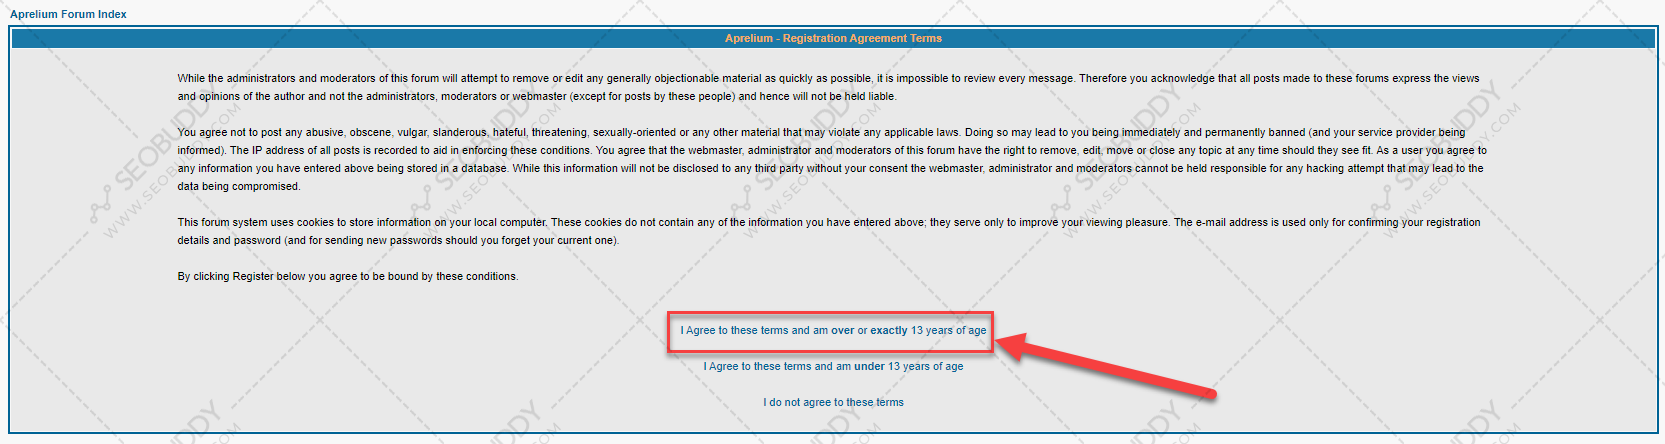 Aprelium Forum Index
Aprelium - Registration Agreement Terms
While the administrators and moderators of this forum will attempt to remove or edit any generally objectionable material as quickly as possible, it is impossible to review every message. Therefore you acknowledge that all posts made to these forums express the views
and opinions of the author and not the administrators, moderators or webmaster (except for posts by these people) and hence will not be held liable.
You agree not to post any abusive, obscene, vulgar, slanderous, hateful, threatening, sexually-oriented or any other material that may violate any applicable laws. Doing so may lead to you being immediately and permanently banned (and your service provider being
informed). The IP address of all posts is recorded to aid in enforcing these conditions. You agree that the webmaster, administrator and moderators of this forum have the right to remove, edit, move or close any topic at any time should they see fit. As a user you agree to
any information you have entered above being stored in a database. While this information will not be disclosed to any third party without your consent the webmaster, administrator and moderators cannot be held responsible for any hacking attempt that may lead to the
data being compromised.
This forum system uses cookies to store information on your local computer. These cookies do not contain any of the information you have entered above; they serve only to improve your viewing pleasure. The e-mail address is used only for confirming your registration
details and password (and for sending new passwords should you forget your current one).
By clicking Register below you agree to be bound by these conditions.
I Agree to these terms and am over or exactly 13 years of age
I Agree to these terms and am under 13 years of age
I do not agree to these terms
SEOBUDDY
WWW.SEOBUDDY.COM
SEOBUDDY
WWW.SEOBUDDY.COM
SEOBUDDY
WWW.SEOBUDDY.COM
SEOBUDDY
WWW.SEOBUDDY.COM
SEOBUDDY
WWW.SEOBUDDY.COM